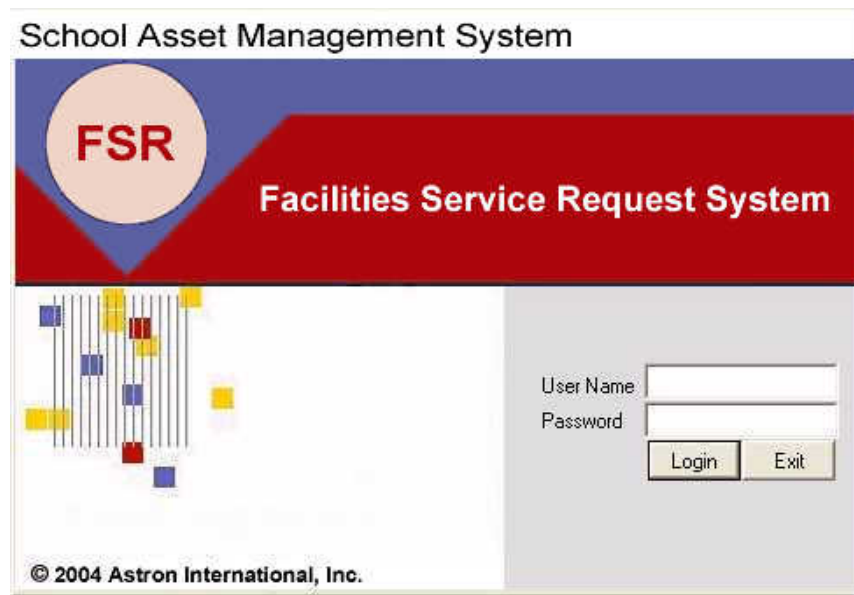 School Asset Management System
FSR
Facilities Service Request System
User Name
Password
Login Exit
© 2004 Astron International, Inc.